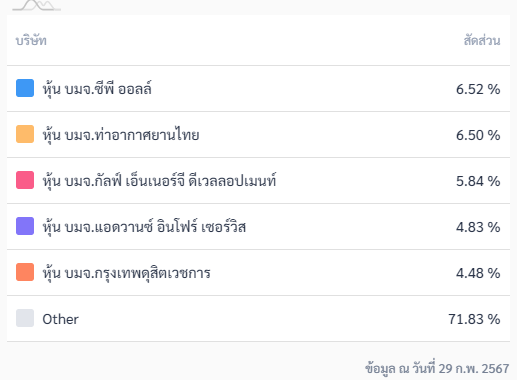 บริษัท สัดส่วน
หุ้น บมจ.ซีพี ออลล์ 6.52 %
หุ้น บมจ.ท่าอากาศยานไทย 6.50 %
หุ้น บมจ.กัลฟ์ เอ็นเนอร์จี ดีเวลลอปเมนท์ 5.84 %
หุ้น บมจ.แอดวานซ์ อินโฟร์ เซอร์วิส 4.83 %
หุ้น บมจ.กรุงเทพดุสิตเวชการ 4.48 %
Other 71.83 %
ข้อมูล ณ วันที่ 29 ก.พ. 2567